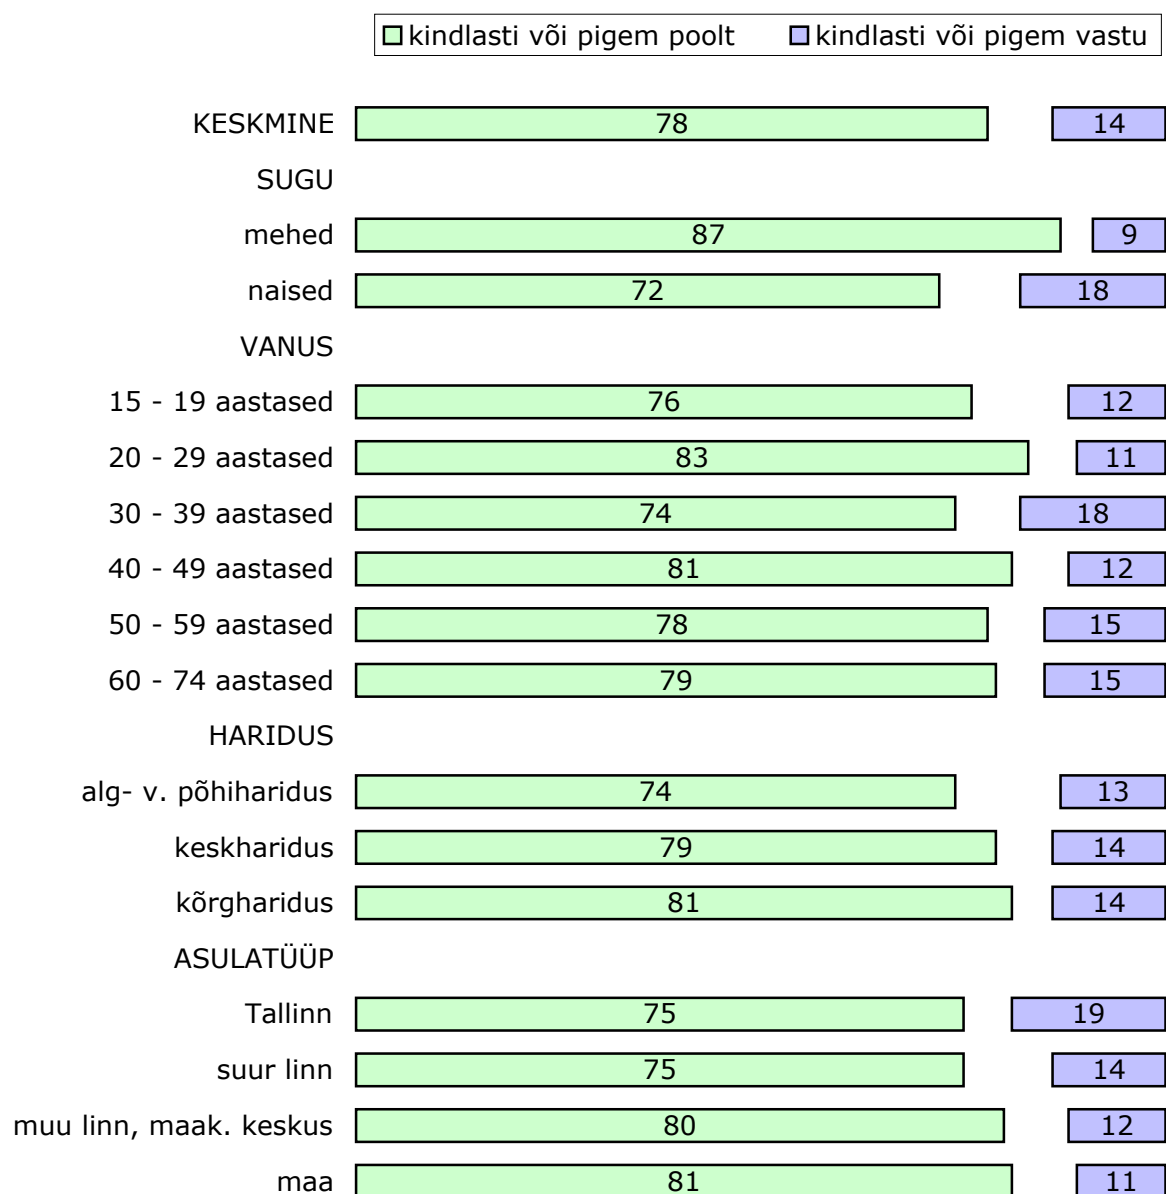 kindlasti või pigem poolt kindlasti või pigem vastu
KESKMINE 78 14
SUGU
mehed 87 9
naised 72 18
VANUS
15 - 19 aastased 76 12
20 - 29 aastased 83 11
30 - 39 aastased 74 18
40 - 49 aastased 81 12
50 - 59 aastased 78 15
60 - 74 aastased 79 15
HARIDUS
alg- v. põhiharidus 74 13
keskharidus 79 14
kõrgharidus 81 14
ASULATÜÜP
Tallinn 75 19
suur linn 75 14
muu linn, maak. keskus 80 12
maa 81 11